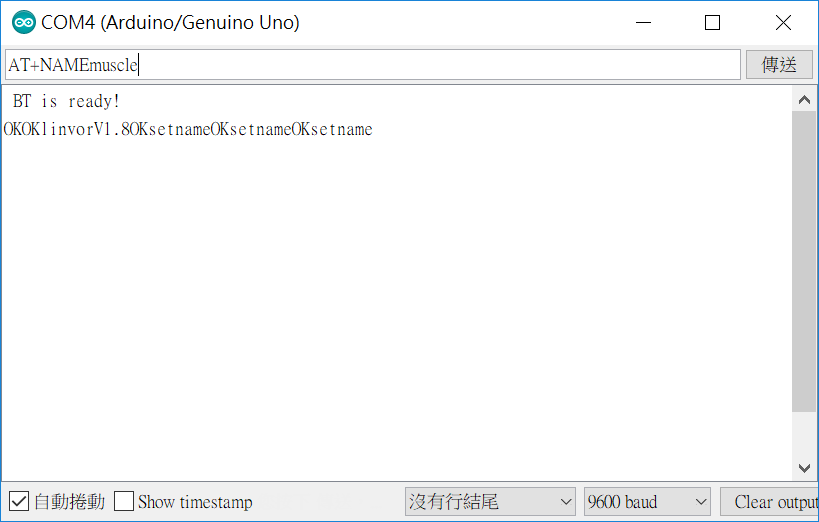 COM4 (Arduino/Genuino Uno)
AT+NAMEmuscle
傳送
BT is ready!
OKOKlinvorV1.8OKsetnameOKsetnameOKsetname
自動捲動 Show timestamp 沒有行結尾 9600 baud Clear output